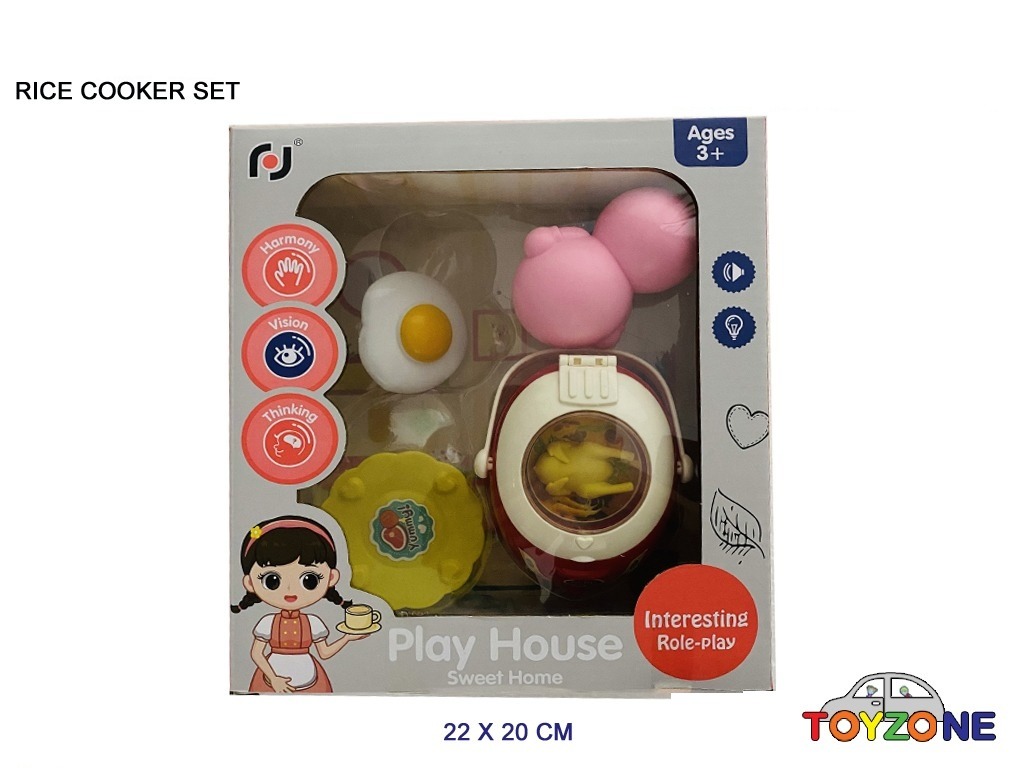 RICE COOKER SET
Ages
3+
®
Harmony
Vision
Thinking
Yummy!
Interesting
Role-play
Play House
Sweet Home
22 X 20 CM
TOYZONE